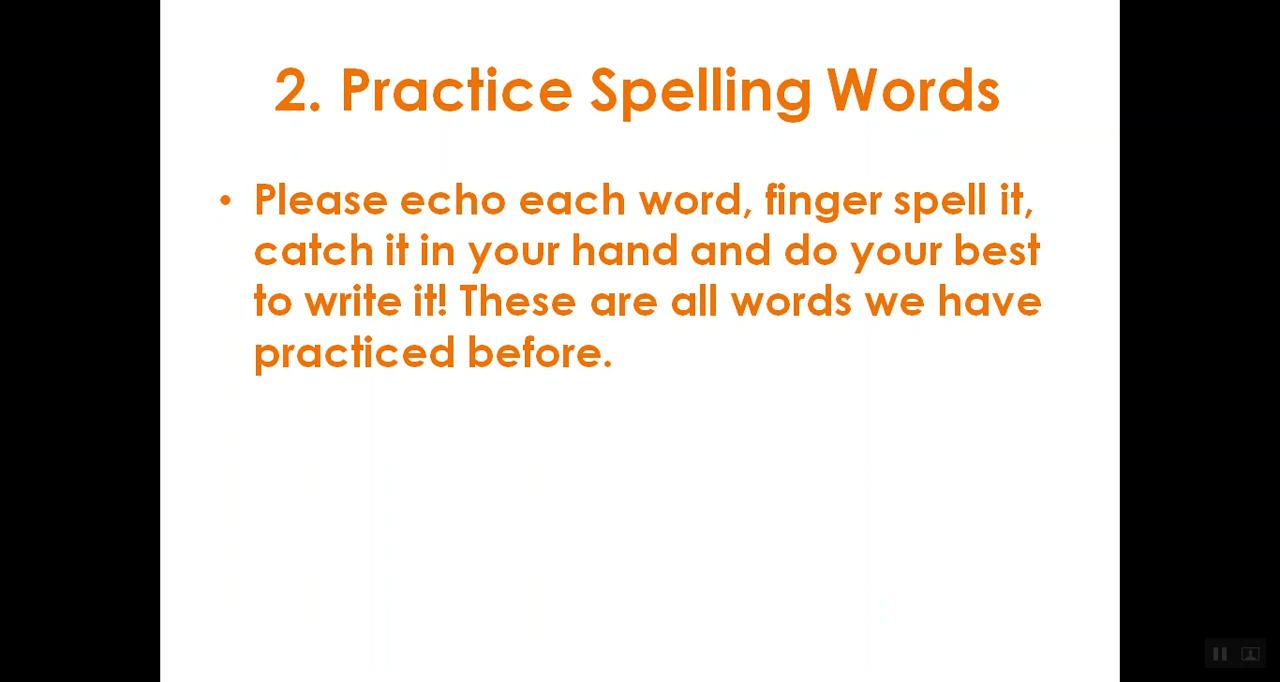 2. Practice Spelling Words
• Please echo each word, finger spell it,
catch it in your hand and do your best
to write it! These are all words we have
practiced before.